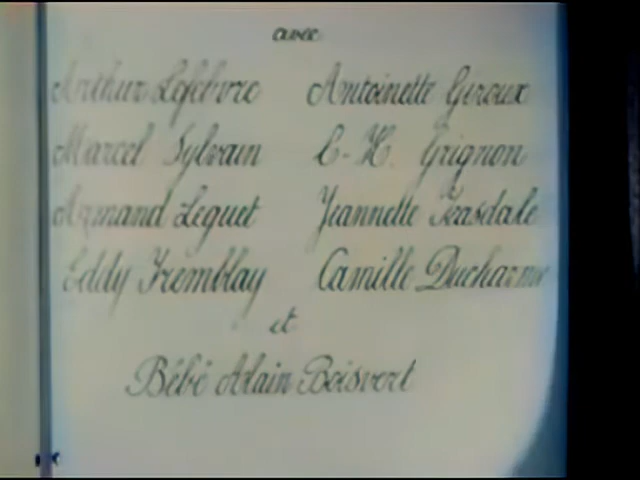 avec
Arthur Lefebvre Antoinette Giroux
Marcel Sylvain C-H. Grignon
Armand Leguet Jeannette Teasdale
Eddy Tremblay Camille Ducharme
et
Bébé Alain Boisvert